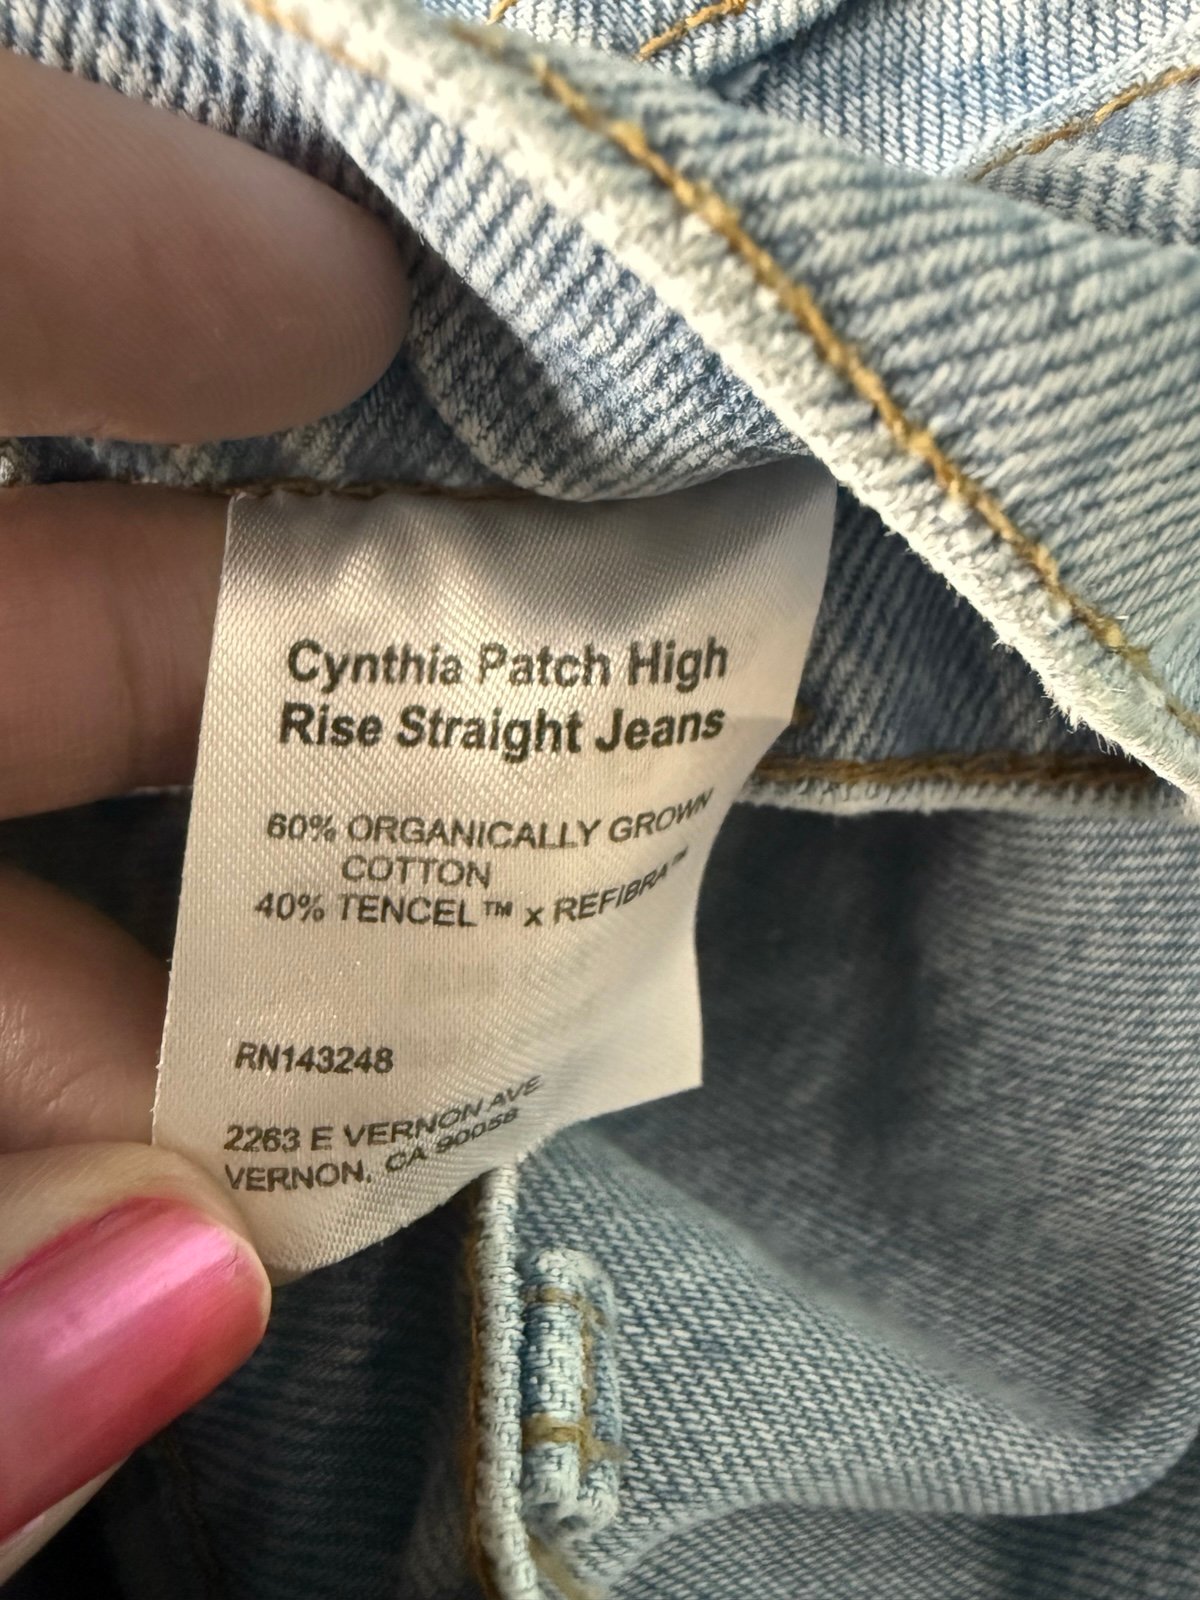 Cynthia Patch High
Rise Straight Jeans
60% ORGANICALLY GROWN
COTTON
40% TENCEL™ x REFIBRA™
RN143248
2263 E VERNON AVE
VERNON, CA 90058